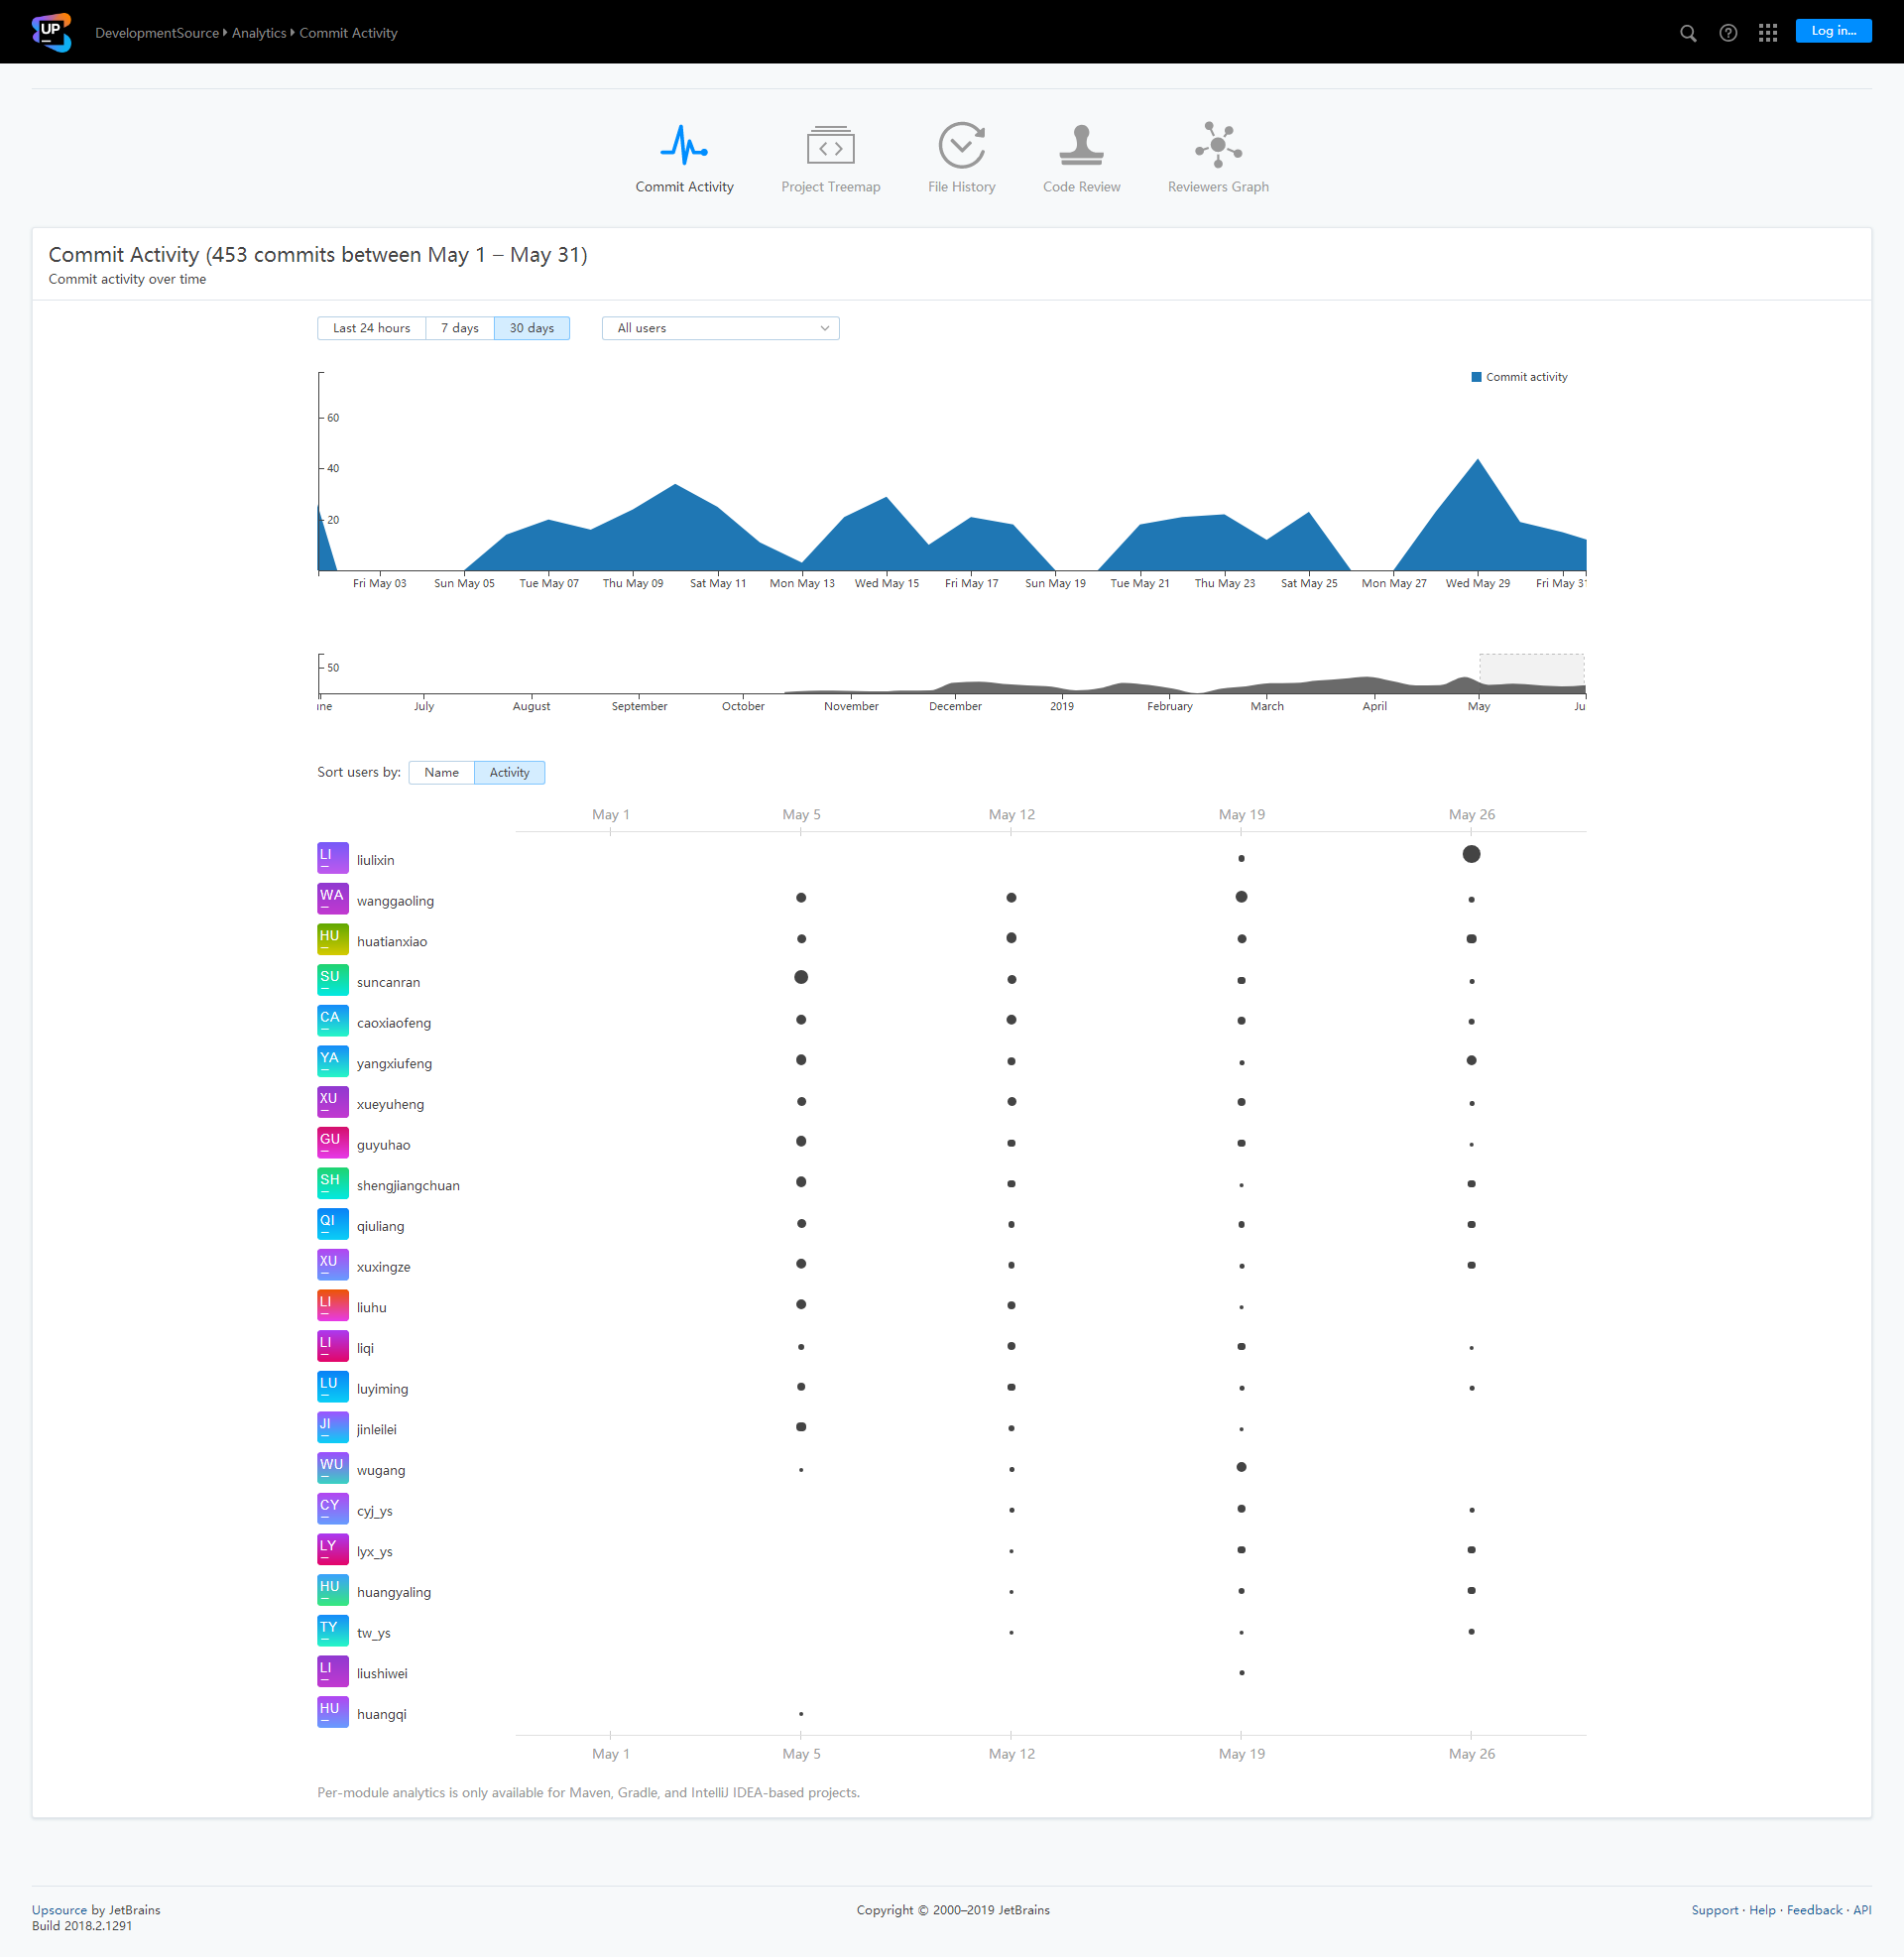 UP
DevelopmentSource Analytics Commit Activity
Log in...
Commit Activity
Project Treemap
File History
Code Review
Reviewers Graph
Commit Activity (453 commits between May 1 – May 31)
Commit activity over time
Last 24 hours 7 days 30 days All users
Commit activity
60
40
20
Fri May 03 Sun May 05 Tue May 07 Thu May 09 Sat May 11 Mon May 13 Wed May 15 Fri May 17 Sun May 19 Tue May 21 Thu May 23 Sat May 25 Mon May 27 Wed May 29 Fri May 31
50
une July August September October November December 2019 February March April May Ju
Sort users by: Name Activity
May 1 May 5 May 12 May 19 May 26
LI liulixin
WA wanggaoling
HU huatianxiao
SU suncanran
CA caoxiaofeng
YA yangxiufeng
XU xueyuheng
GU guyuhao
SH shengjiangchuan
QI qiuliang
XU xuxingze
LI liuhu
LI liqi
LU luyiming
JI jinleilei
WU wugang
CY cyj_ys
LY lyx_ys
HU huangyaling
TY tw_ys
LI liushiwei
HU huangqi
May 1 May 5 May 12 May 19 May 26
Per-module analytics is only available for Maven, Gradle, and IntelliJ IDEA-based projects.
Upsource by JetBrains
Build 2018.2.1291
Copyright © 2000–2019 JetBrains
Support · Help · Feedback · API